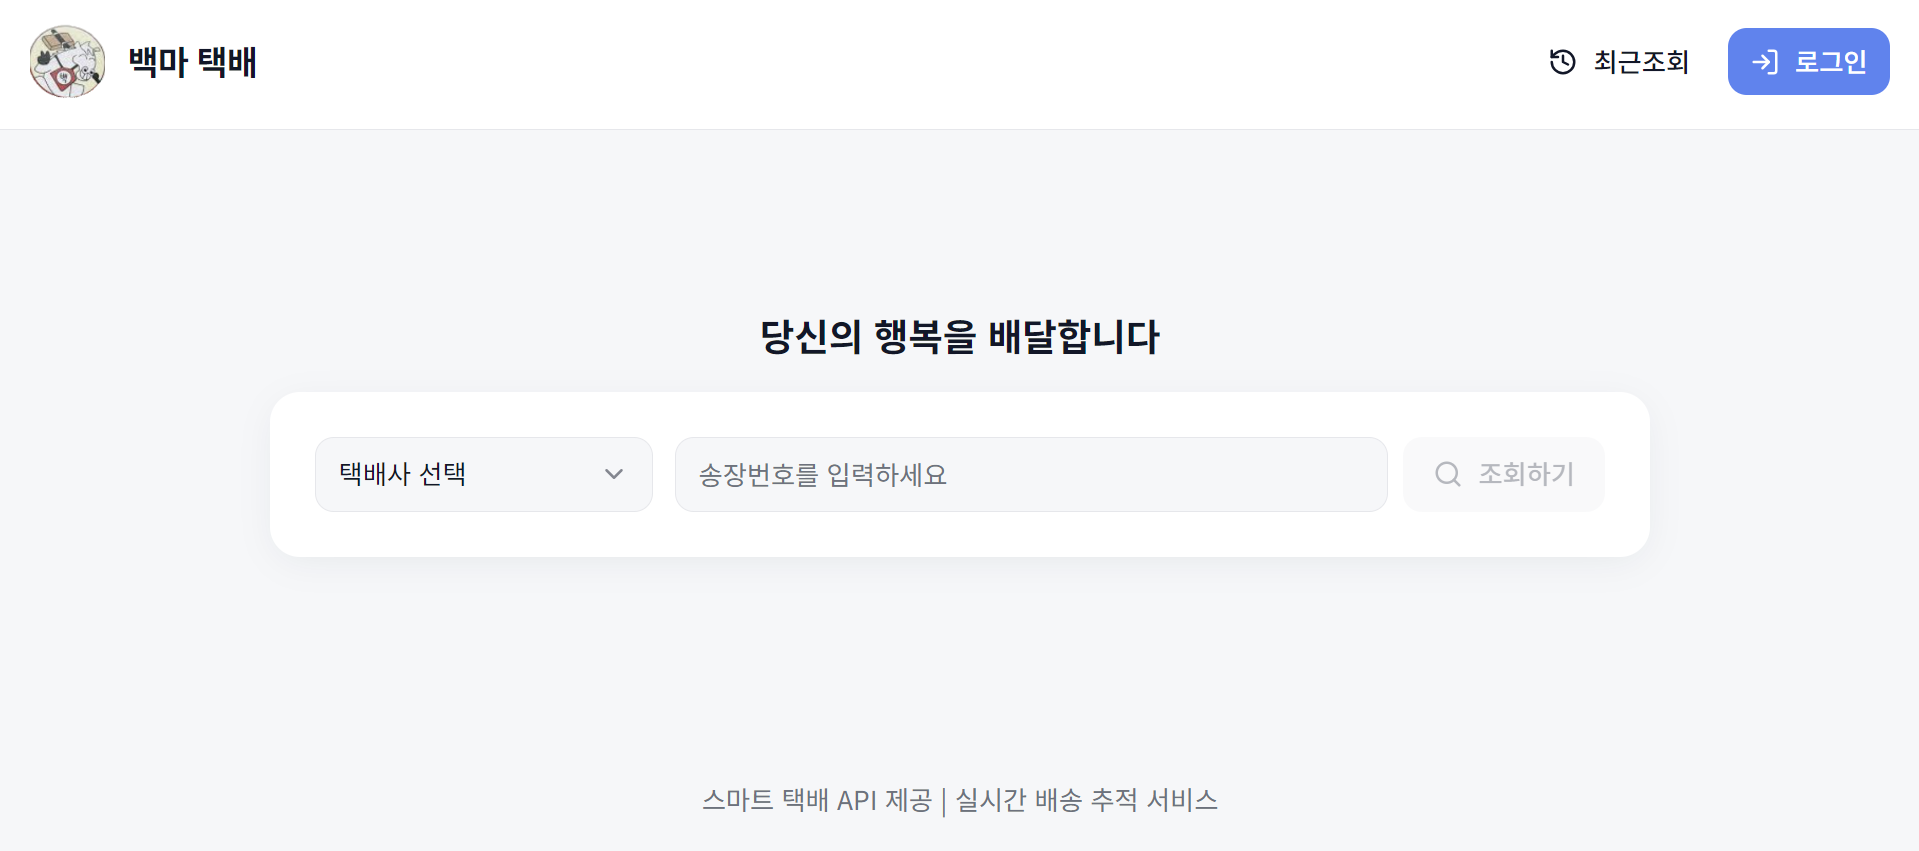 백마 택배
최근조회
로그인
당신의 행복을 배달합니다
택배사 선택
송장번호를 입력하세요
조회하기
스마트 택배 API 제공 | 실시간 배송 추적 서비스